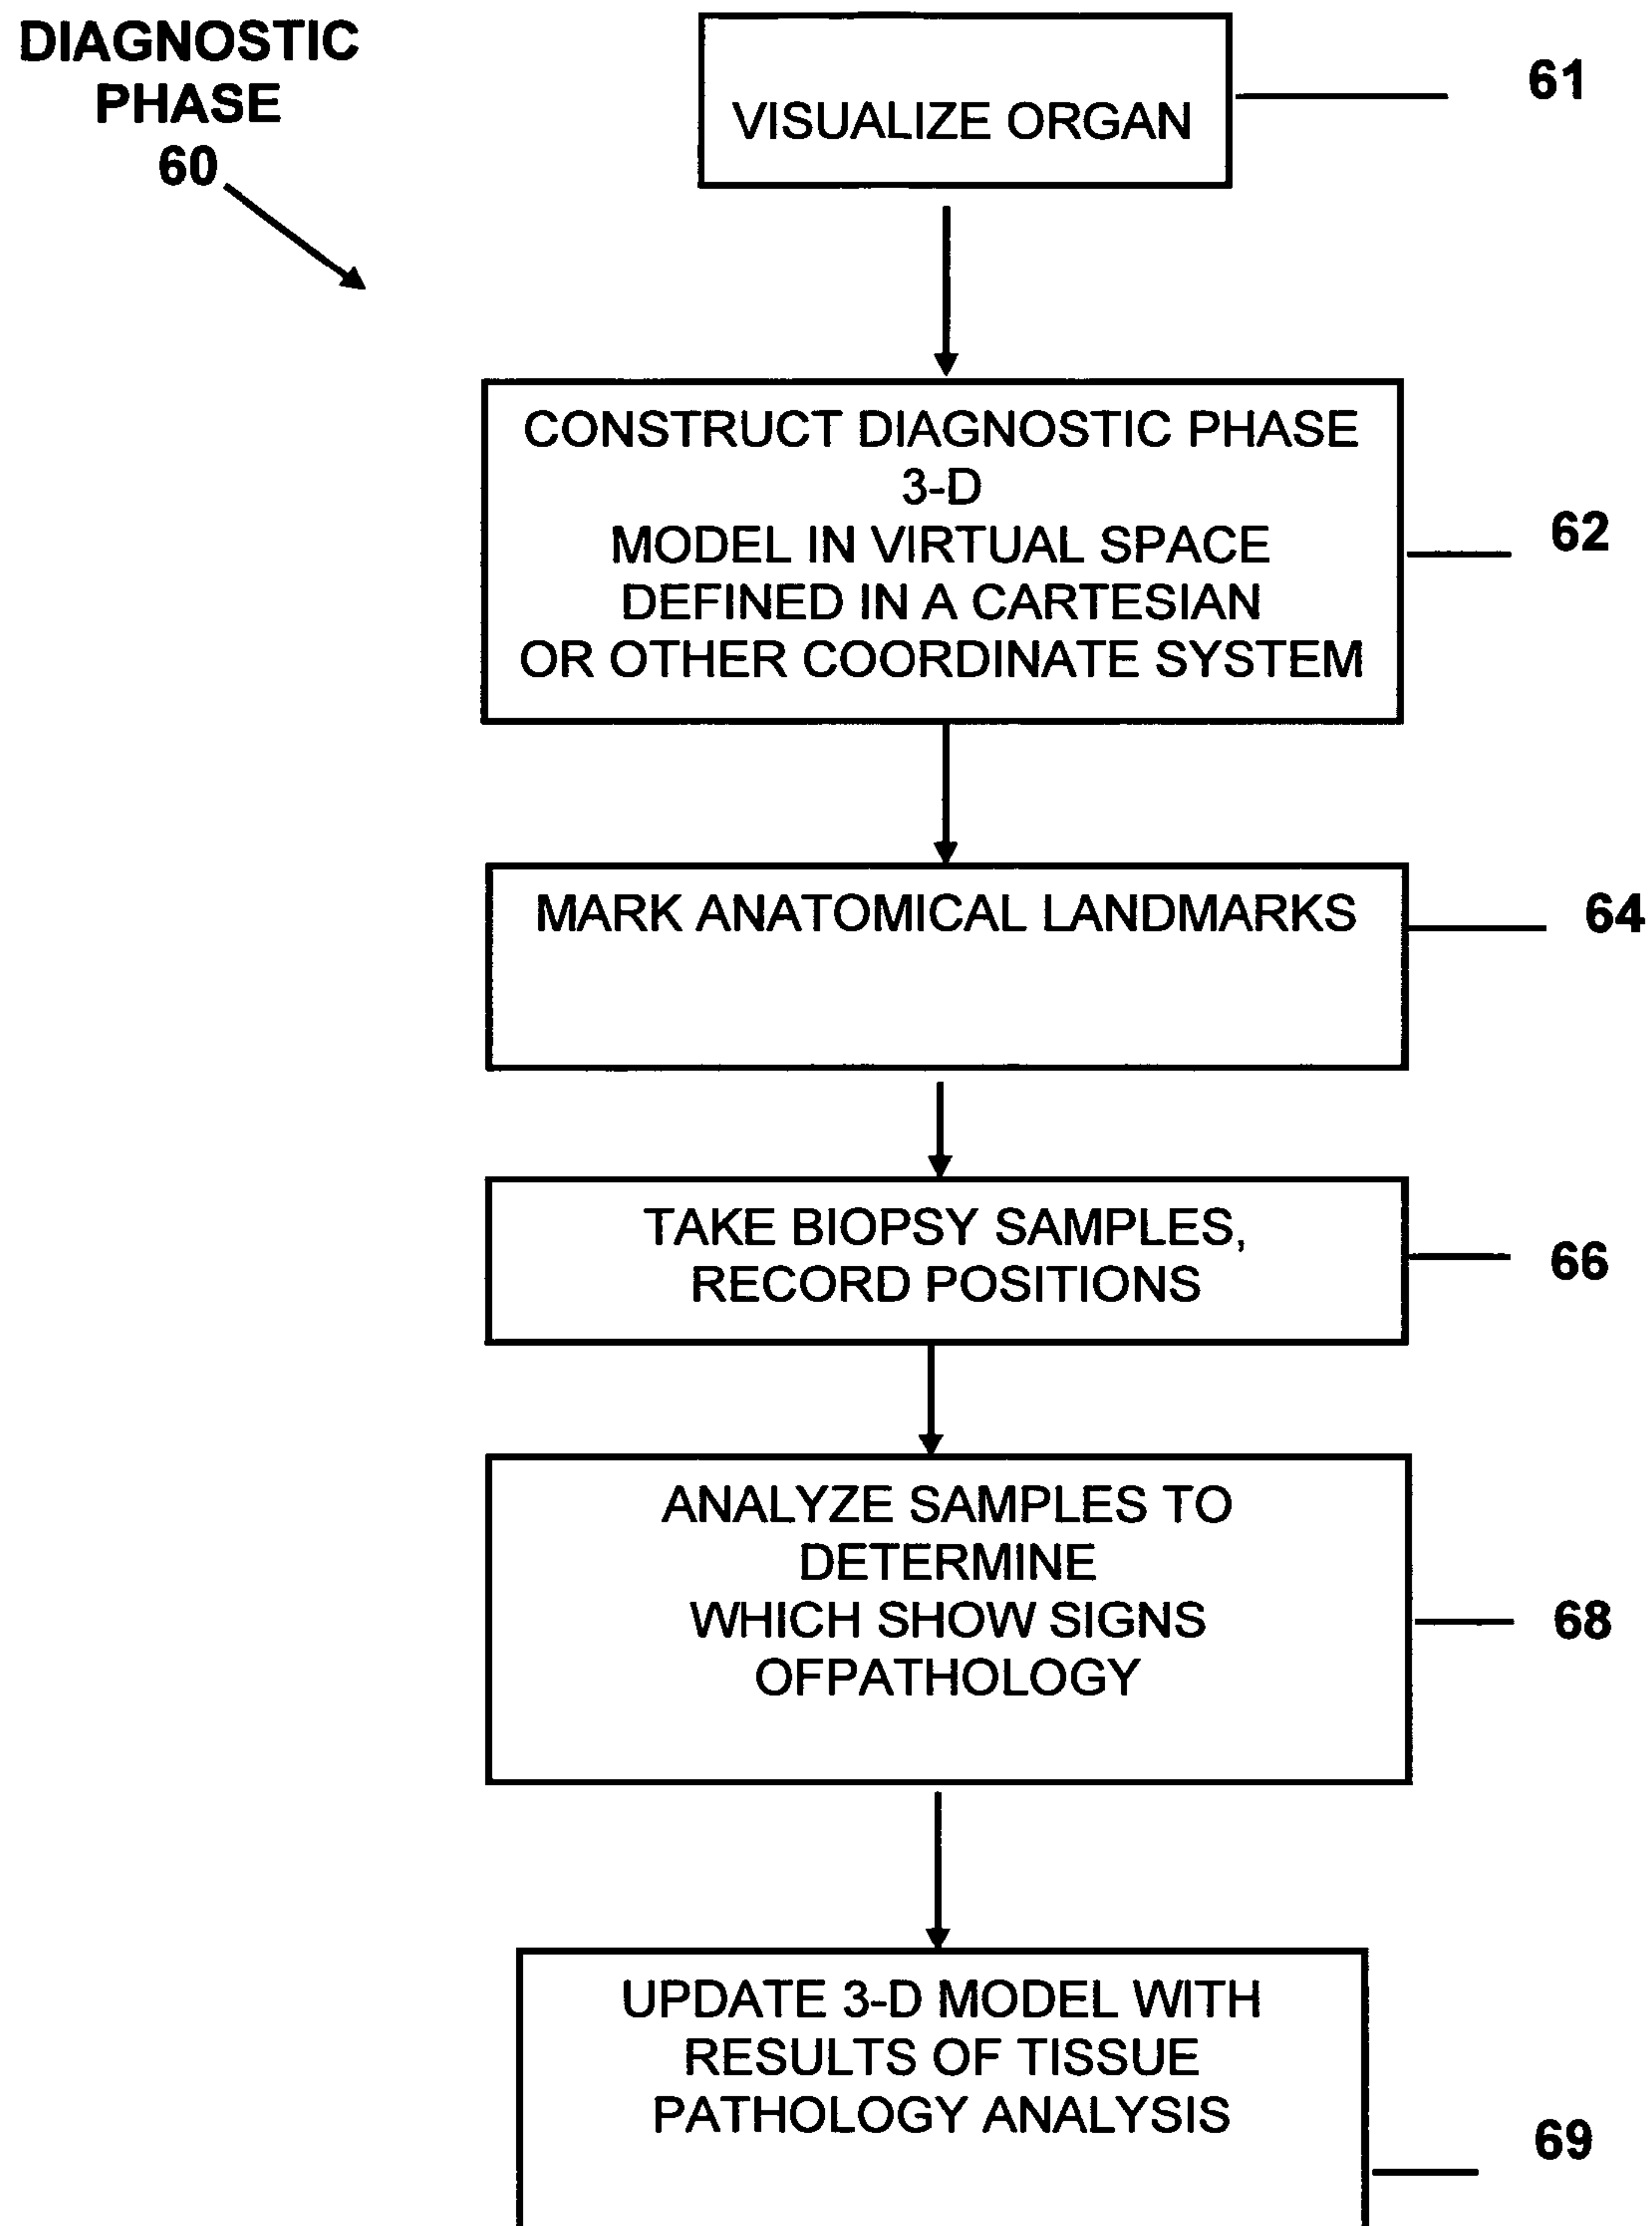 DIAGNOSTIC
PHASE
60
VISUALIZE ORGAN
61
CONSTRUCT DIAGNOSTIC PHASE
3-D
MODEL IN VIRTUAL SPACE
DEFINED IN A CARTESIAN
OR OTHER COORDINATE SYSTEM
62
MARK ANATOMICAL LANDMARKS
64
TAKE BIOPSY SAMPLES,
RECORD POSITIONS
66
ANALYZE SAMPLES TO
DETERMINE
WHICH SHOW SIGNS
OFPATHOLOGY
68
UPDATE 3-D MODEL WITH
RESULTS OF TISSUE
PATHOLOGY ANALYSIS
69